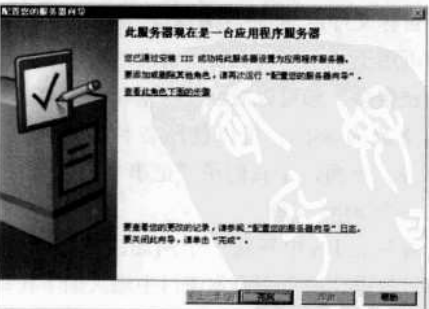 配置您的服务器向导
此服务器现在是一台应用程序服务器
您已通过安装 IIS 成功将此服务器设置为应用程序服务器。
要添加或删除其他角色，请再次运行“配置您的服务器向导”。
查看此角色下面的步骤
要查看您的更改的记录，请参阅“配置您的服务器向导”日志。
要关闭此向导，请单击“完成”。
完成
帮助